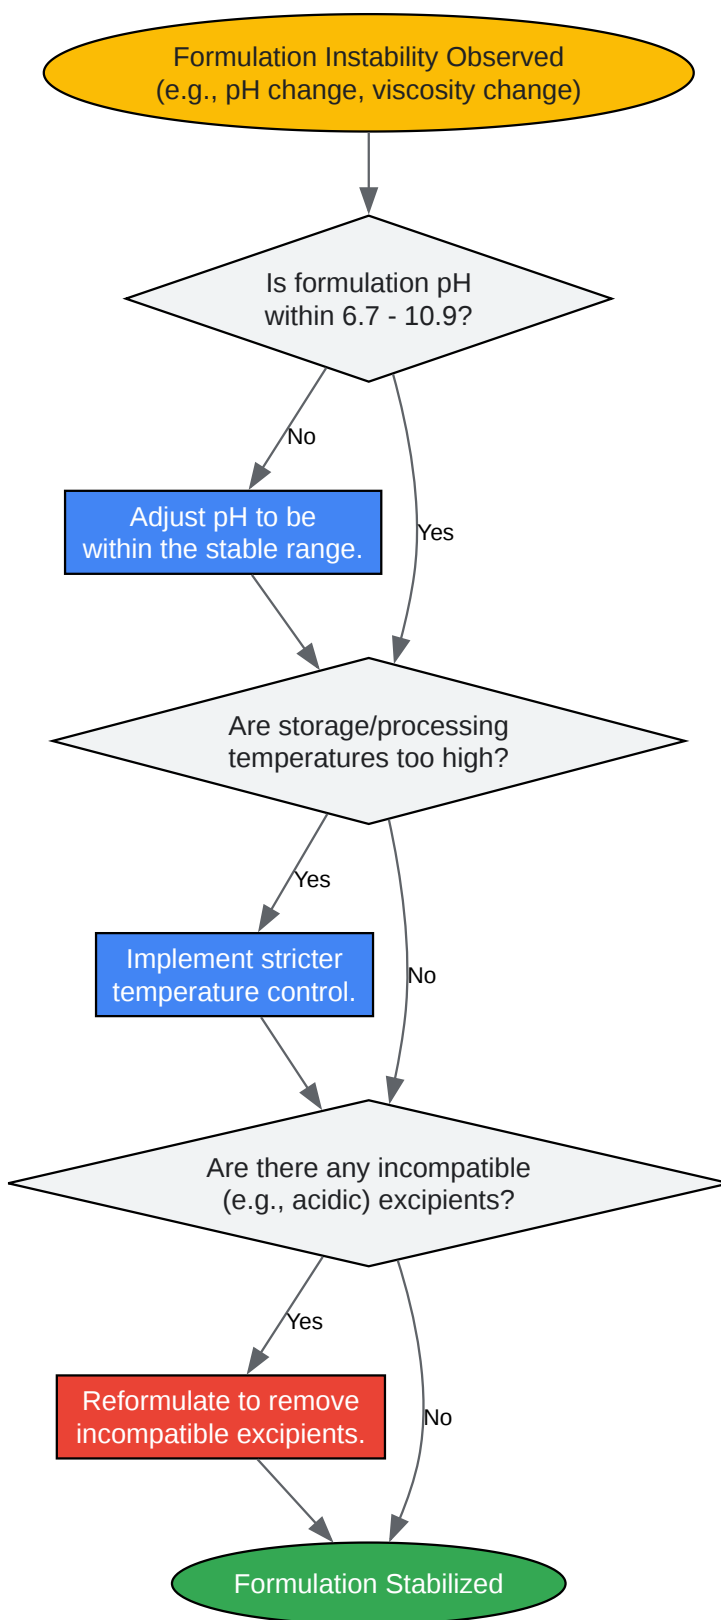 Formulation Instability Observed
(e.g., pH change, viscosity change)
Is formulation pH
within 6.7 - 10.9?
No
Adjust pH to be
within the stable range.
Yes
Are storage/processing
temperatures too high?
Yes
Implement stricter
temperature control.
No
Are there any incompatible
(e.g., acidic) excipients?
Yes
Reformulate to remove
incompatible excipients.
No
Formulation Stabilized